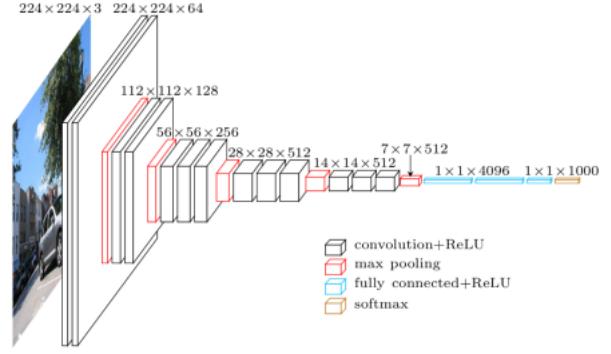 224×224×3
224×224×64
112×112×128
56×56×256
28×28×512
14×14×512
7×7×512
1×1×4096
1×1×1000
convolution+ReLU
max pooling
fully connected+ReLU
softmax